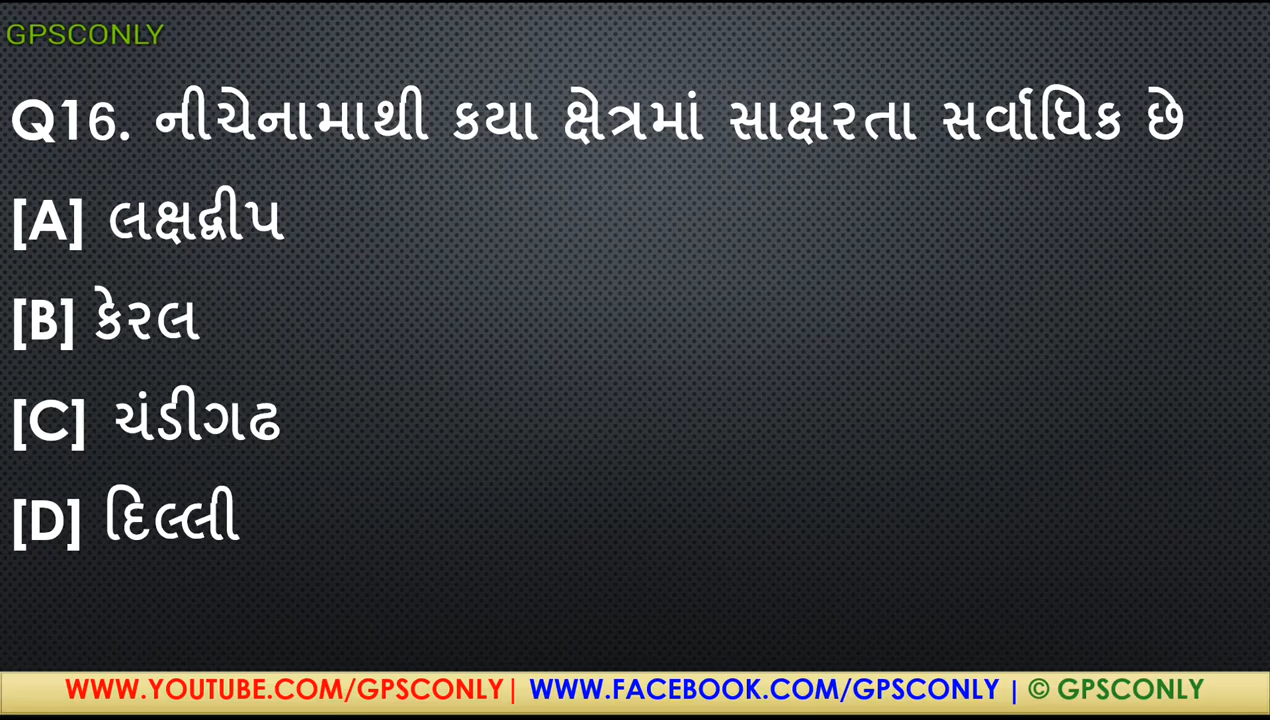 GPSCONLY
Q16. નીચેનામાથી કયા ક્ષેત્રમાં સાક્ષરતા સર્વાધિક છે
[A] લક્ષદ્વીપ
[B] કેરલ
[C] ચંડીગઢ
[D] દિલ્લી
WWW.YOUTUBE.COM/GPSCONLY| WWW.FACEBOOK.COM/GPSCONLY | © GPSCONLY